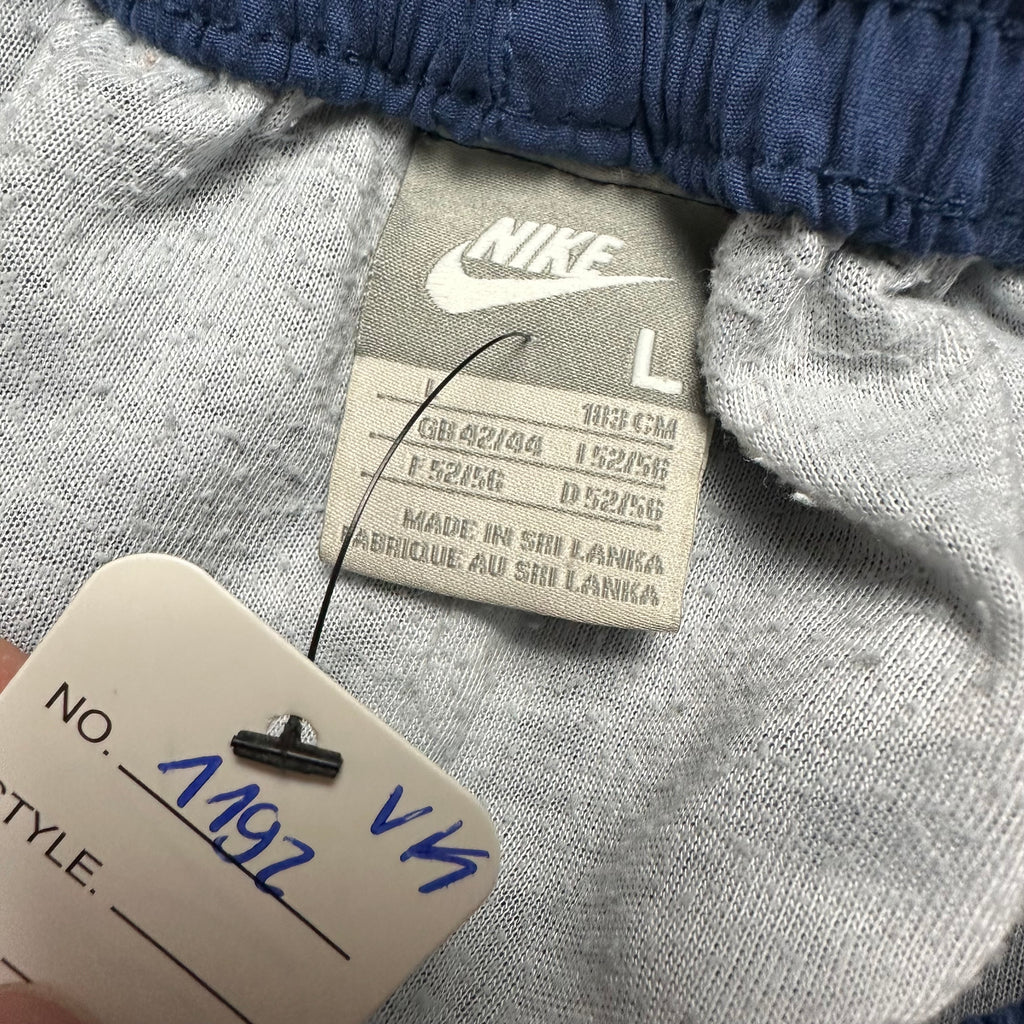 NIKE
L
103 CM
GB 42/44 I 52/56
F 52/56 D 52/56
MADE IN SRI LANKA
FABRIQUE AU SRI LANKA
NO. 1192 VK
STYLE.